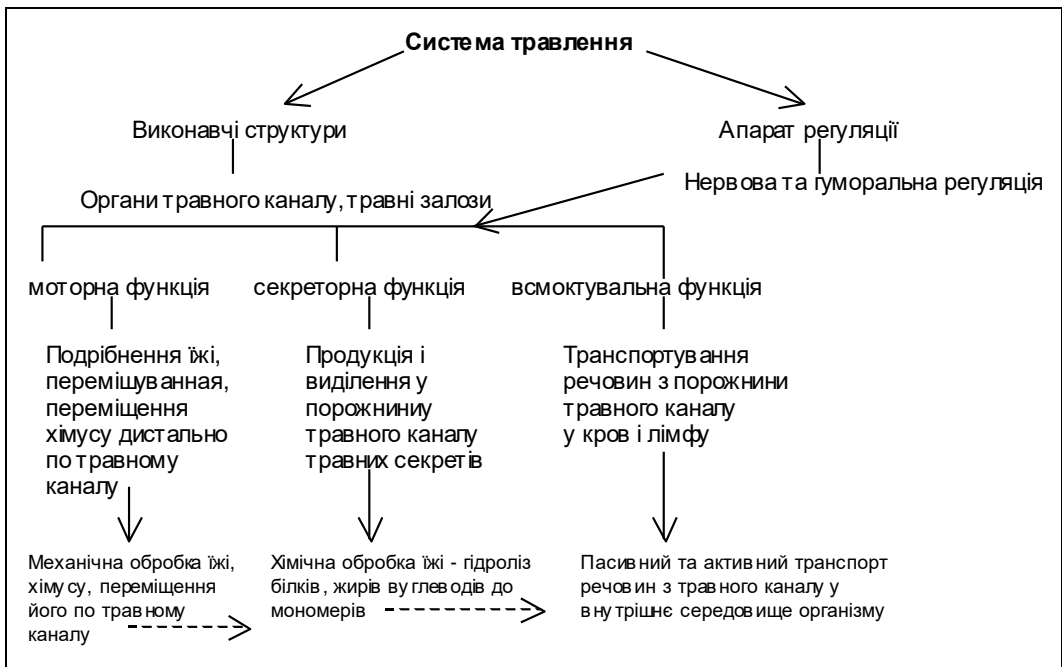 Система травлення
Виконавчі структури
Апарат регуляції
Нервова та гуморальна регуляція
Органи травного каналу, травні залози
моторна функція
секреторна функція
всмоктувальна функція
Подрібнення їжі,
перемішуванная,
переміщення
хімусу дистально
по травному
каналу
Продукція і
виділення у
порожниниу
травного каналу
травних секретів
Транспортування
речовин з порожнини
травного каналу
у кров і лімфу
Механічна обробка їжі,
хімусу, переміщення
його по травному
каналу
Хімічна обробка їжі - гідроліз
білків, жирів вуглеводів до
мономерів
Пасивний та активний транспорт
речовин з травного каналу у
внутрішнє середовище організму